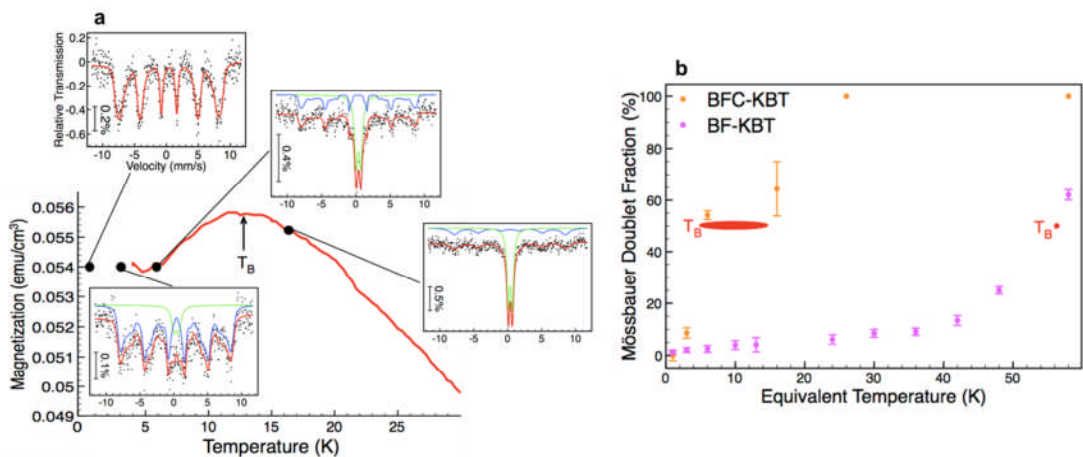 a
Relative Transmission
0.2
0
-0.2
-0.4
-0.6
0.2%
-10 -5 0 5 10
Velocity (mm/s)
0.4%
-10 -5 0 5 10
0.5%
-10 -5 0 5 10
-10 -5 0 5 10
0.1%
T_B
Magnetization (emu/cm³)
0.056
0.055
0.054
0.053
0.052
0.051
0.05
0.049
0 5 10 15 20 25
Temperature (K)
b
Mössbauer Doublet Fraction (%)
100
80
60
40
20
0
BFC-KBT
BF-KBT
T_B
T_B
0 10 20 30 40 50
Equivalent Temperature (K)